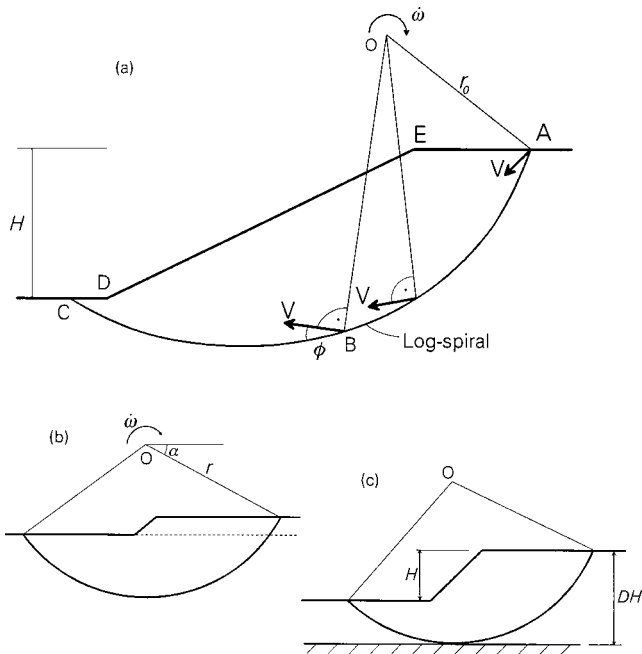 ω̇
O
(a)
r₀
E
A
V
H
D
C
V
V
ϕ
B
Log-spiral
(b)
ω̇
O
α
r
(c)
O
H
DH